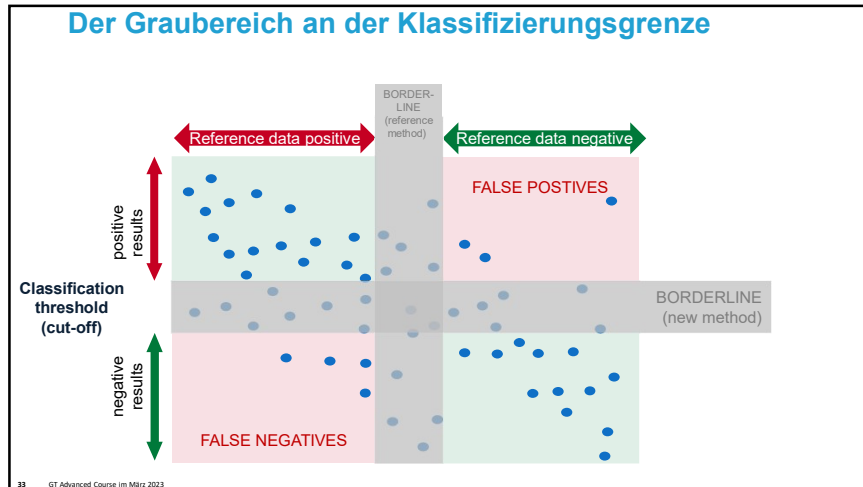 Der Graubereich an der Klassifizierungsgrenze
BORDER-
LINE
(reference
method)
Reference data positive
Reference data negative
FALSE POSTIVES
positive
results
Classification
threshold
(cut-off)
BORDERLINE
(new method)
negative
results
FALSE NEGATIVES
33 GT Advanced Course im März 2023